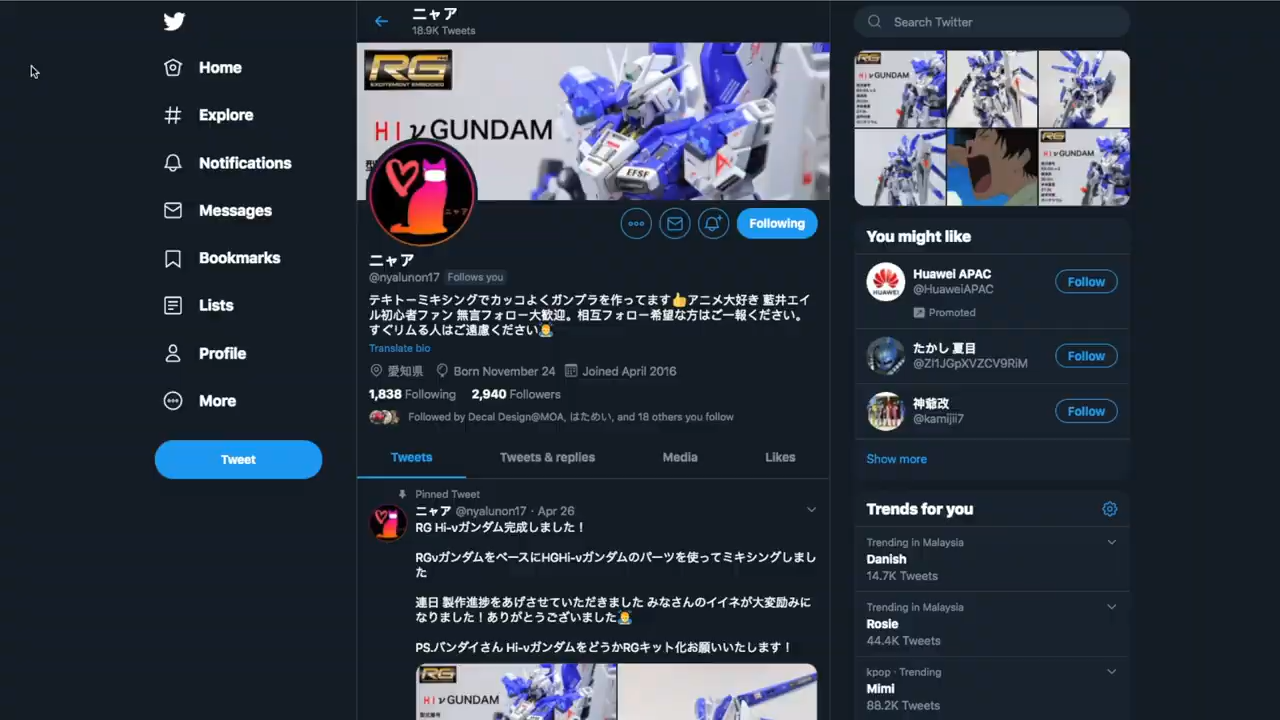 Home
Explore
Notifications
Messages
Bookmarks
Lists
Profile
More
Tweet
ニャア
18.9K Tweets
RG
EXCITEMENT EMBODIED
HI ν GUNDAM
EFSF
ニャア
Following
ニャア
@nyalunon17 Follows you
テキトーミキシングでカッコよくガンプラを作ってます👍アニメ大好き 藍井エイ
ル初心者ファン 無言フォロー大歓迎。相互フォロー希望な方はご一報ください。
すぐリムる人はご遠慮ください🙇‍♂️
Translate bio
愛知県 Born November 24 Joined April 2016
1,838 Following 2,940 Followers
Followed by Decal Design@MOA, はためい, and 18 others you follow
Tweets Tweets & replies Media Likes
Pinned Tweet
ニャア @nyalunon17 · Apr 26
RG Hi-νガンダム完成しました！
RGνガンダムをベースにHGHi-νガンダムのパーツを使ってミキシングしまし
た
連日 製作進捗をあげさせていただきました みなさんのイイネが大変励みに
なりました！ありがとうございました🙇‍♂️
PS.バンダイさん Hi-νガンダムをどうかRGキット化お願いいたします！
RG
HI ν GUNDAM
Search Twitter
RG
HI ν GUNDAM
RG
HI ν GUNDAM
You might like
HUAWEI
Huawei APAC
@HuaweiAPAC
Promoted
Follow
たかし 夏目
@ZI1JGpXVZCV9RiM
Follow
神爺改
@kamijii7
Follow
Show more
Trends for you
Trending in Malaysia
Danish
14.7K Tweets
Trending in Malaysia
Rosie
44.4K Tweets
kpop · Trending
Mimi
88.2K Tweets